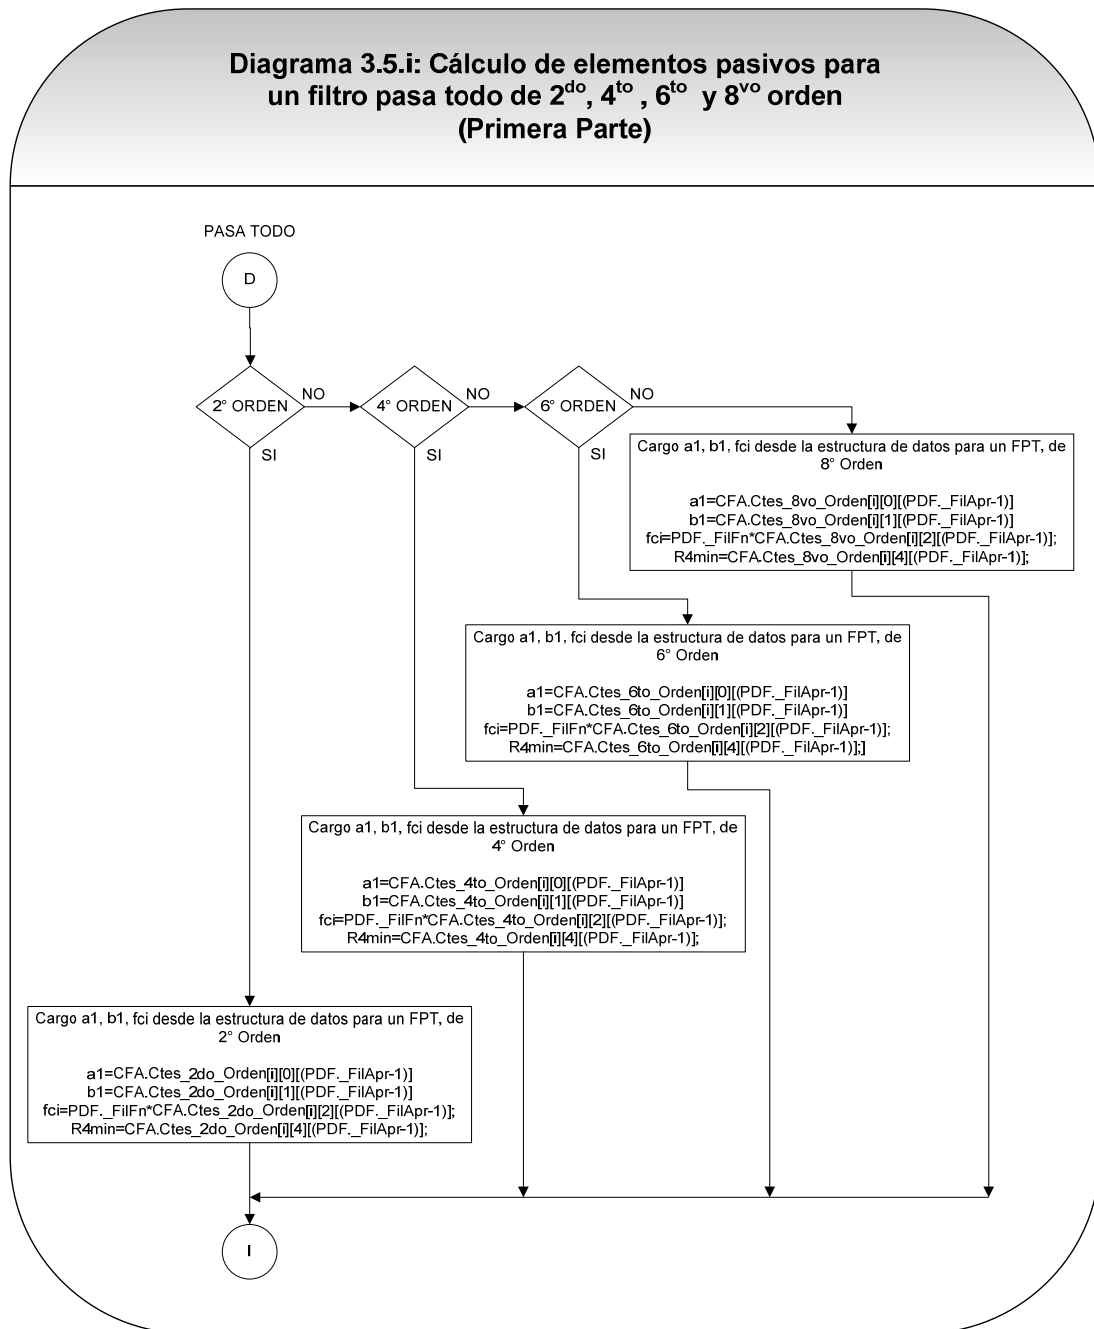 Diagrama 3.5.i: Cálculo de elementos pasivos para
un filtro pasa todo de 2do, 4to , 6to y 8vo orden
(Primera Parte)
PASA TODO
D
2° ORDEN
NO
4° ORDEN
NO
6° ORDEN
NO
SI
SI
SI
Cargo a1, b1, fci desde la estructura de datos para un FPT, de
8° Orden
a1=CFA.Ctes_8vo_Orden[i][0][(PDF._FilApr-1)]
b1=CFA.Ctes_8vo_Orden[i][1][(PDF._FilApr-1)]
fci=PDF._FilFn*CFA.Ctes_8vo_Orden[i][2][(PDF._FilApr-1)];
R4min=CFA.Ctes_8vo_Orden[i][4][(PDF._FilApr-1)];
Cargo a1, b1, fci desde la estructura de datos para un FPT, de
6° Orden
a1=CFA.Ctes_6to_Orden[i][0][(PDF._FilApr-1)]
b1=CFA.Ctes_6to_Orden[i][1][(PDF._FilApr-1)]
fci=PDF._FilFn*CFA.Ctes_6to_Orden[i][2][(PDF._FilApr-1)];
R4min=CFA.Ctes_6to_Orden[i][4][(PDF._FilApr-1)];]
Cargo a1, b1, fci desde la estructura de datos para un FPT, de
4° Orden
a1=CFA.Ctes_4to_Orden[i][0][(PDF._FilApr-1)]
b1=CFA.Ctes_4to_Orden[i][1][(PDF._FilApr-1)]
fci=PDF._FilFn*CFA.Ctes_4to_Orden[i][2][(PDF._FilApr-1)];
R4min=CFA.Ctes_4to_Orden[i][4][(PDF._FilApr-1)];
Cargo a1, b1, fci desde la estructura de datos para un FPT, de
2° Orden
a1=CFA.Ctes_2do_Orden[i][0][(PDF._FilApr-1)]
b1=CFA.Ctes_2do_Orden[i][1][(PDF._FilApr-1)]
fci=PDF._FilFn*CFA.Ctes_2do_Orden[i][2][(PDF._FilApr-1)];
R4min=CFA.Ctes_2do_Orden[i][4][(PDF._FilApr-1)];
I